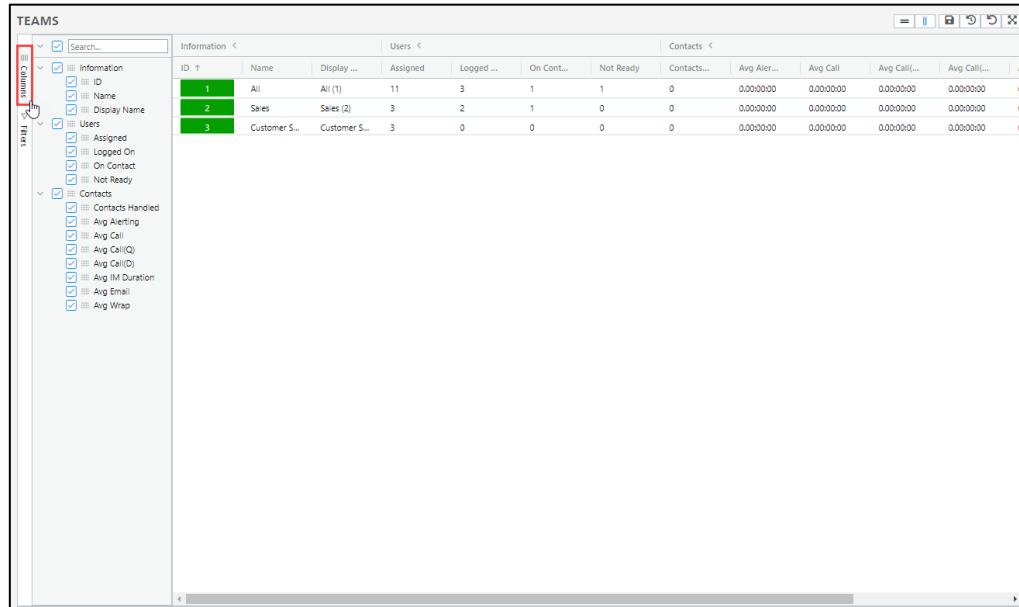 TEAMS
Columns
Filters
Search...
Information
ID
Name
Display Name
Users
Assigned
Logged On
On Contact
Not Ready
Contacts
Contacts Handled
Avg Alerting
Avg Call
Avg Call(Q)
Avg Call(D)
Avg IM Duration
Avg Email
Avg Wrap
Information Users Contacts
ID Name Display ... Assigned Logged ... On Cont... Not Ready Contacts... Avg Aler... Avg Call Avg Call(... Avg Call(...
1 All All (1) 11 3 1 1 0 0.00:00:00 0.00:00:00 0.00:00:00 0.00:00:00
2 Sales Sales (2) 3 2 1 0 0 0.00:00:00 0.00:00:00 0.00:00:00 0.00:00:00
3 Customer S... Customer S... 3 0 0 0 0 0.00:00:00 0.00:00:00 0.00:00:00 0.00:00:00